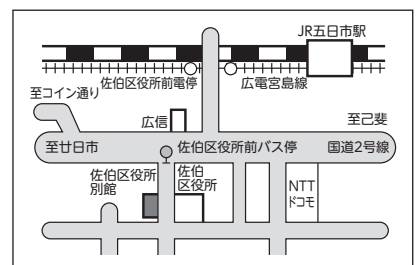 JR五日市駅
佐伯区役所前電停
広電宮島線
至コイン通り
広信
至己斐
至廿日市
佐伯区役所前バス停
国道2号線
佐伯区役所
別館
佐伯
区役所
NTT
ドコモ